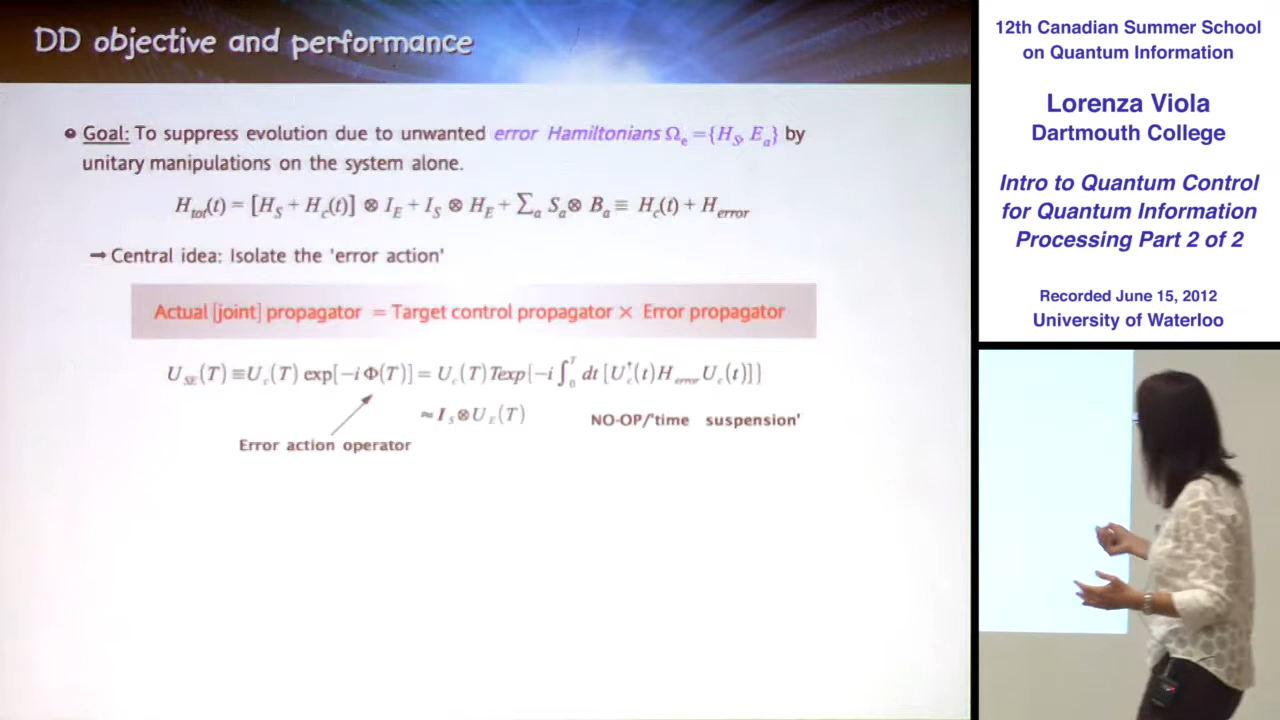 DD objective and performance
Goal: To suppress evolution due to unwanted error Hamiltonians Ωₑ ={H_S, E_a} by
unitary manipulations on the system alone.
H_tot(t) = [H_S + H_c(t)] ⊗ I_E + I_S ⊗ H_E + ∑_a S_a ⊗ B_a ≡ H_c(t) + H_error
→ Central idea: Isolate the 'error action'
Actual [joint] propagator = Target control propagator × Error propagator
U_SE(T) ≡ U_c(T) exp[−i Φ(T)] = U_c(T) Texp{−i ∫_0^T dt [U_c^†(t) H_error U_c(t)]}
≈ I_S ⊗ U_E(T) NO-OP/'time suspension'
Error action operator
12th Canadian Summer School
on Quantum Information
Lorenza Viola
Dartmouth College
Intro to Quantum Control
for Quantum Information
Processing Part 2 of 2
Recorded June 15, 2012
University of Waterloo